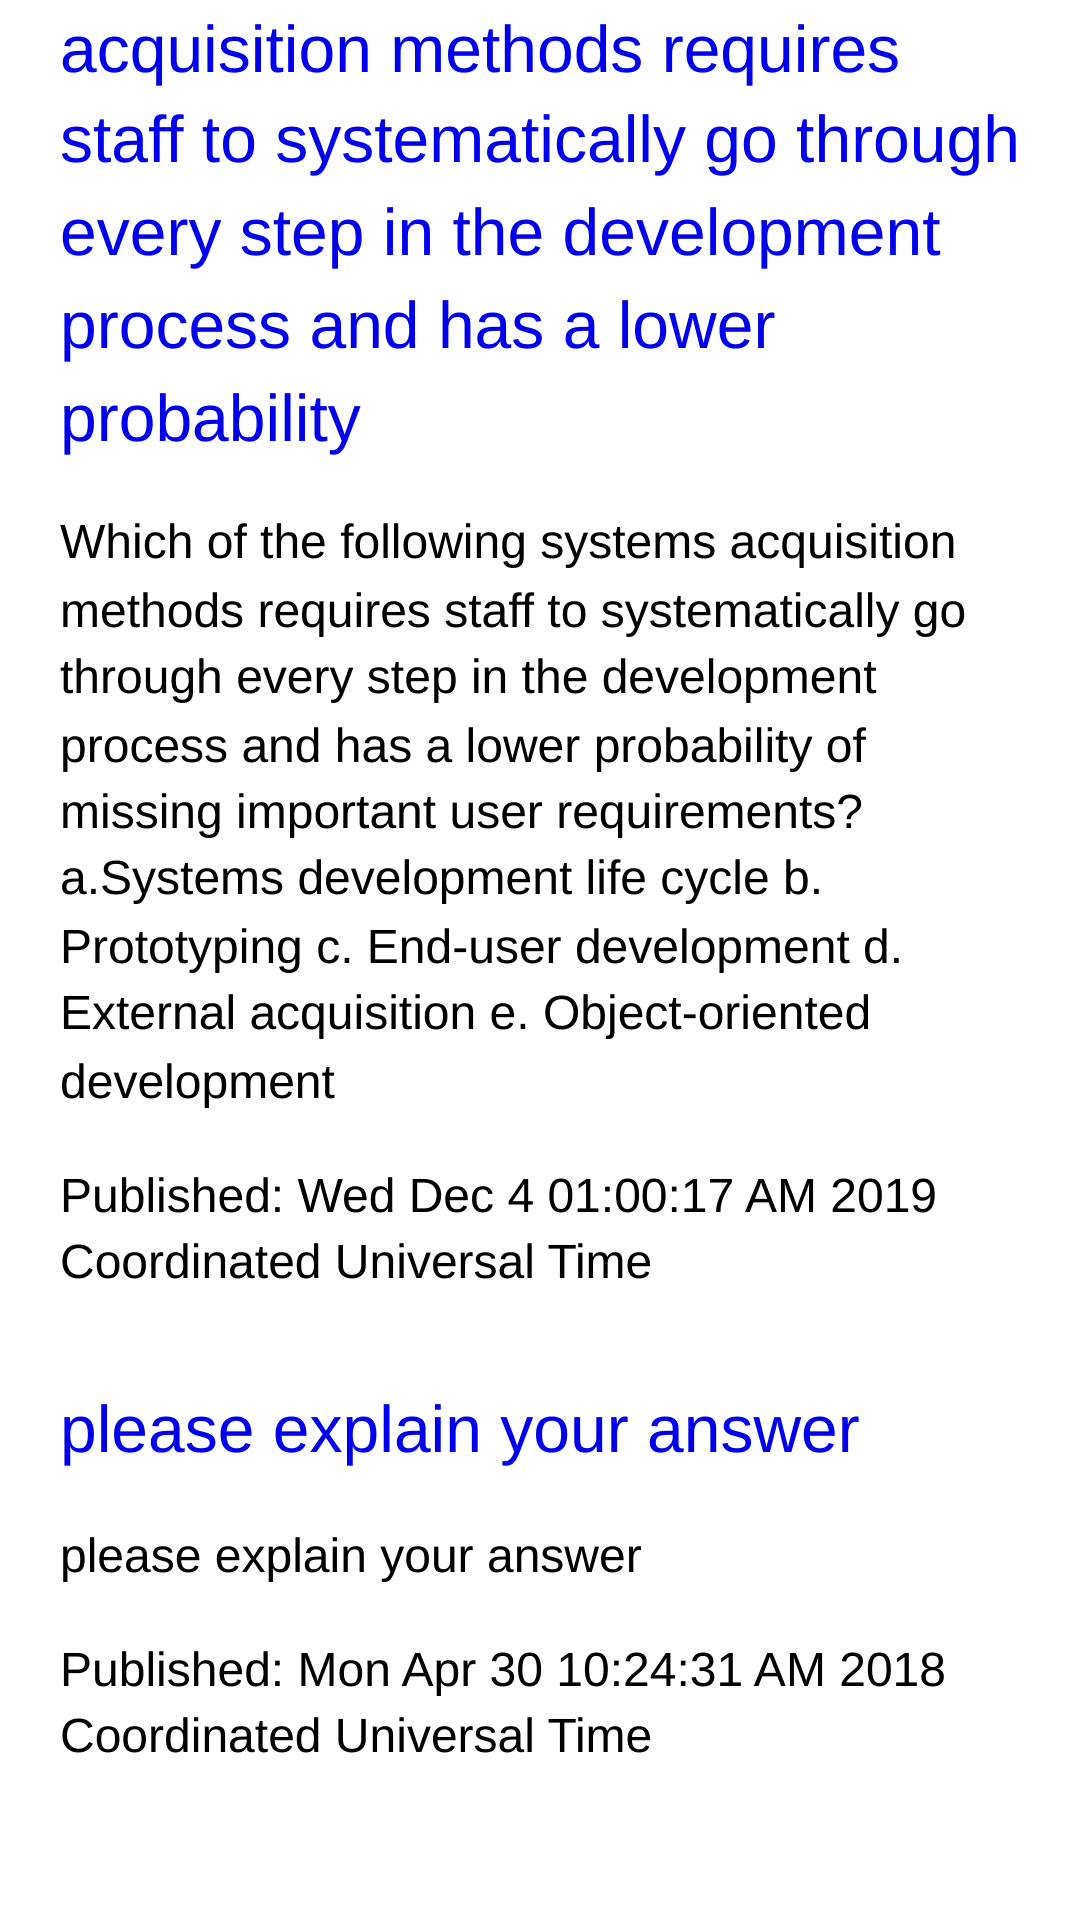 acquisition methods requires
staff to systematically go through
every step in the development
process and has a lower
probability
Which of the following systems acquisition
methods requires staff to systematically go
through every step in the development
process and has a lower probability of
missing important user requirements?
a.Systems development life cycle b.
Prototyping c. End-user development d.
External acquisition e. Object-oriented
development
Published: Wed Dec 4 01:00:17 AM 2019
Coordinated Universal Time
please explain your answer
please explain your answer
Published: Mon Apr 30 10:24:31 AM 2018
Coordinated Universal Time